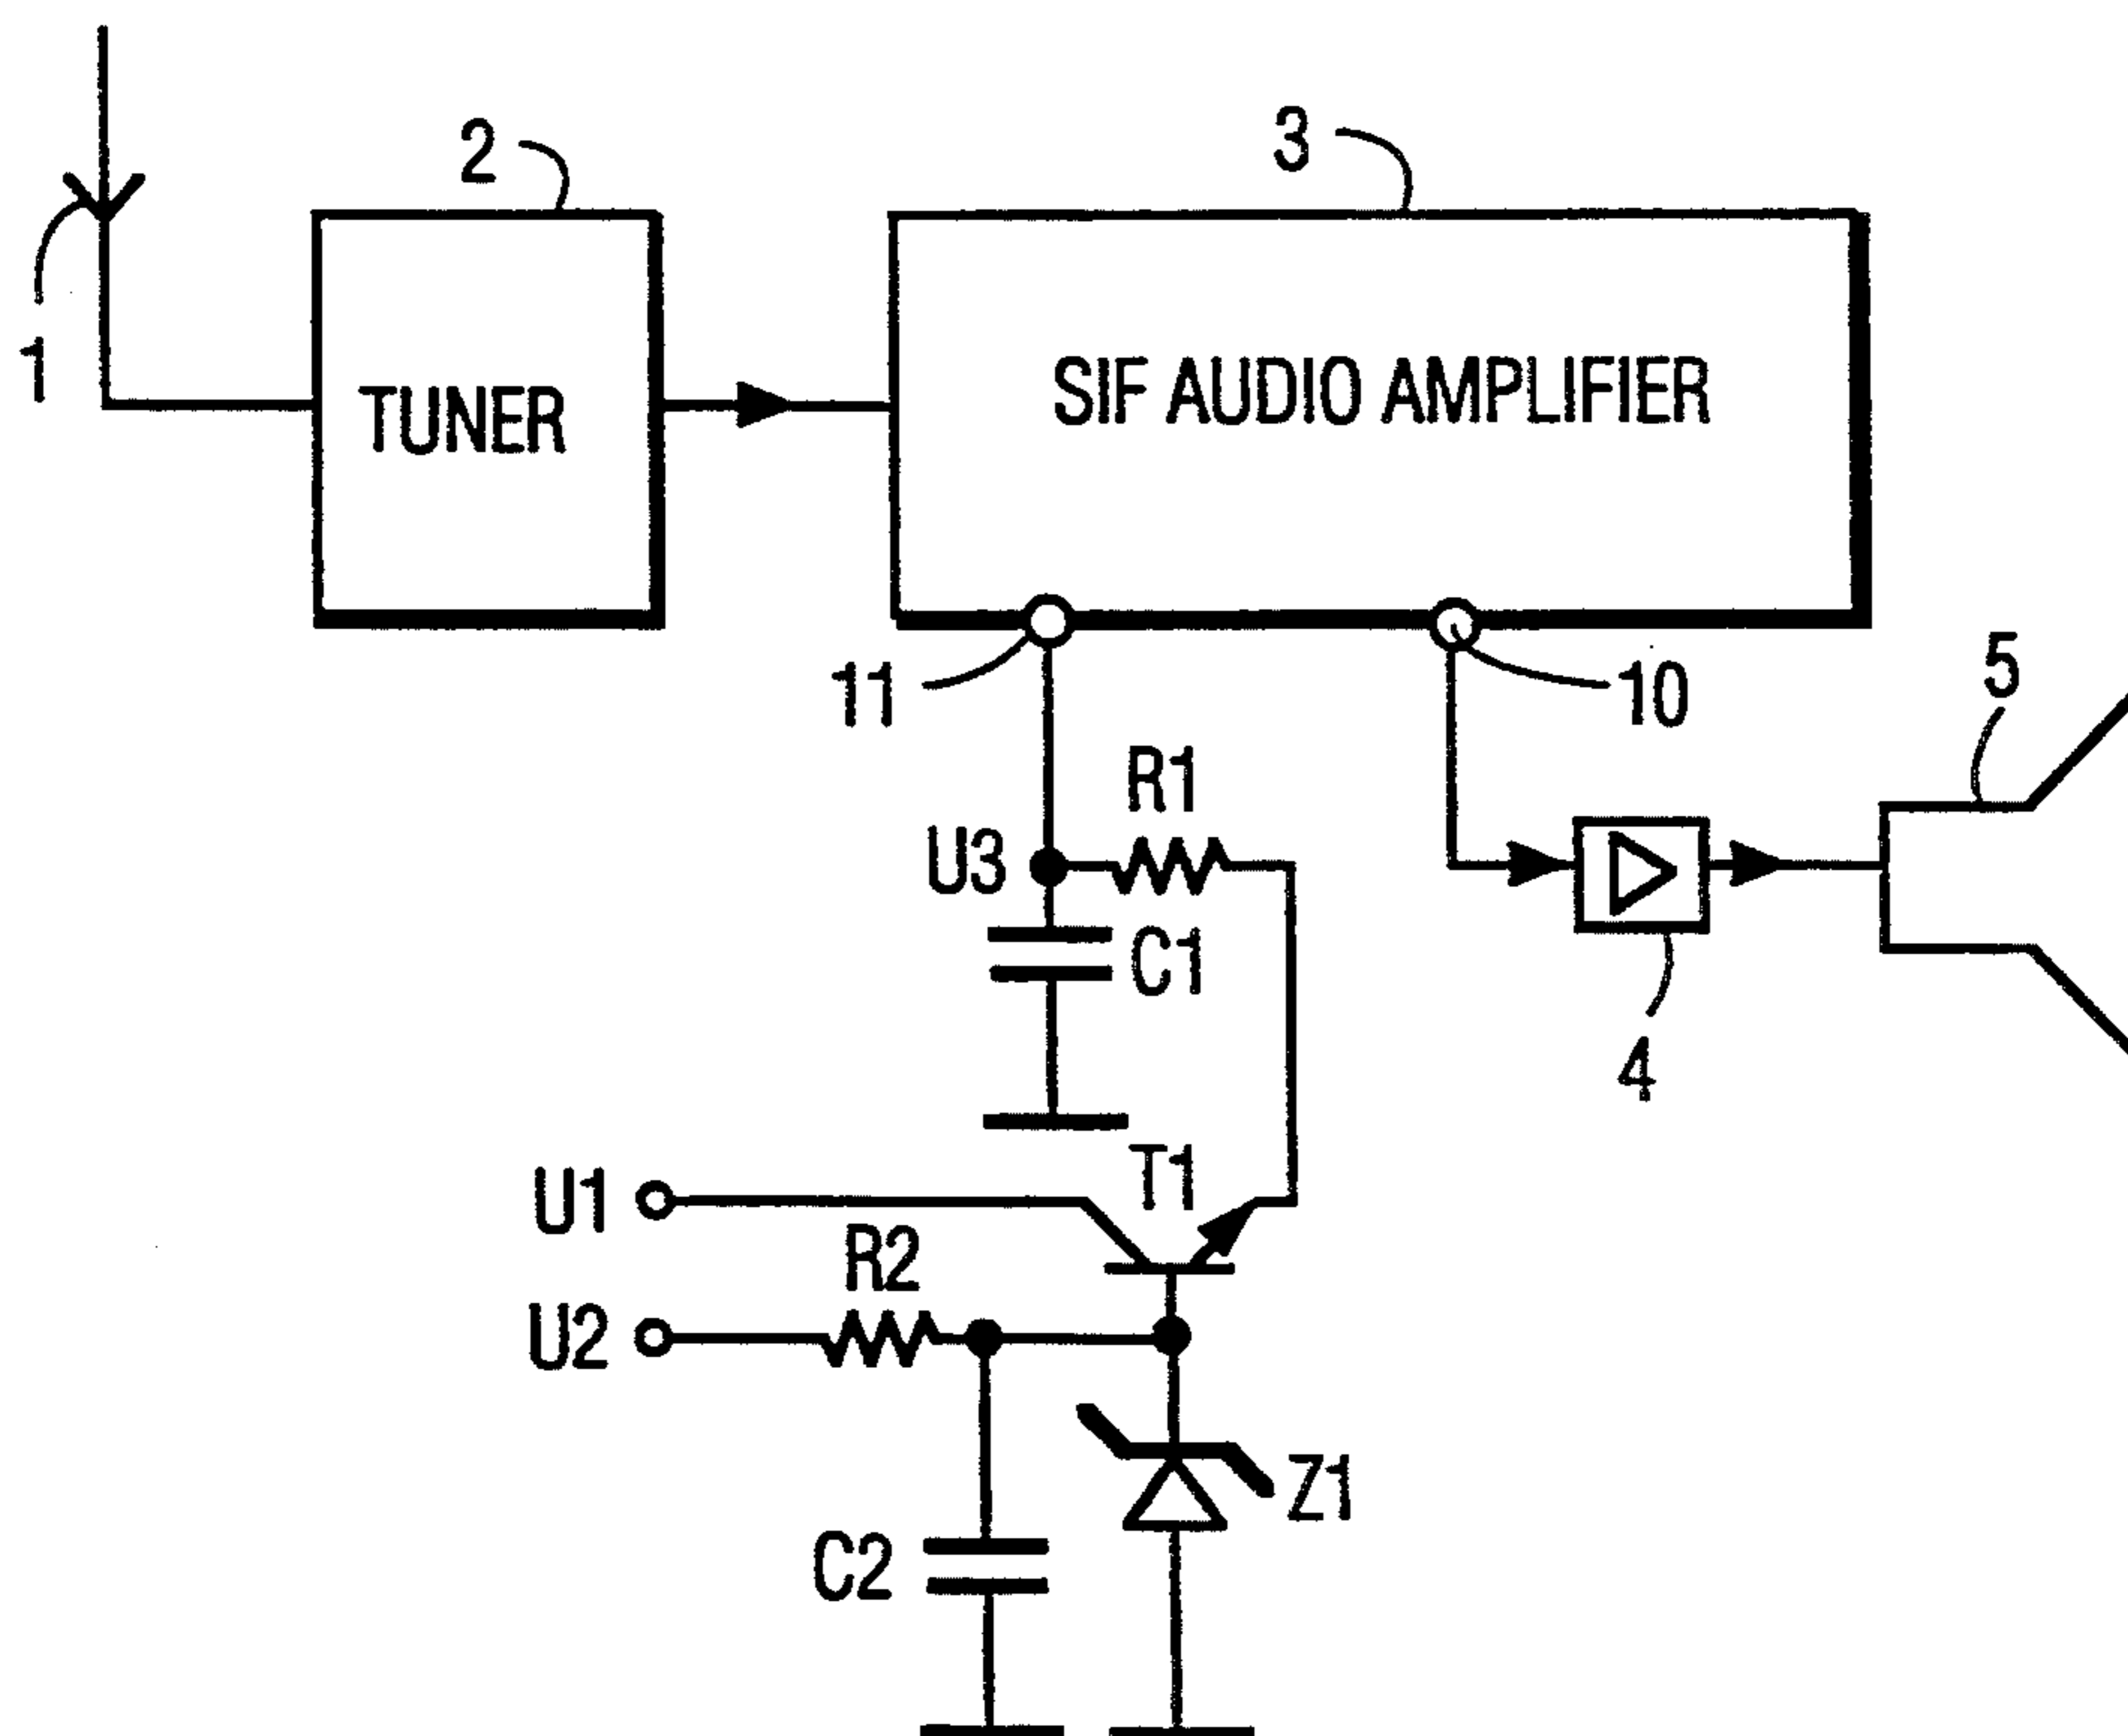 2
3
1
TUNER
SIF AUDIO AMPLIFIER
11
10
5
R1
U3
C1
4
T1
U1
R2
U2
Z1
C2